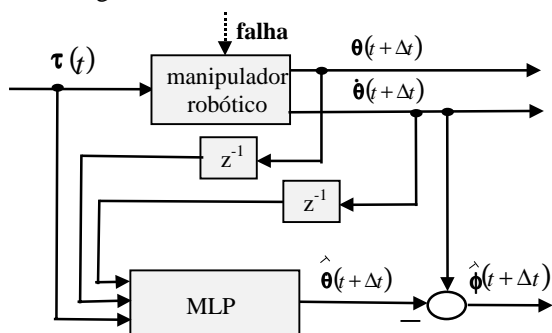 falha
τ(t)
manipulador
robótico
θ(t + Δt)
θ̇(t + Δt)
z⁻¹
z⁻¹
MLP
θ̂(t + Δt)
−
φ̂(t + Δt)